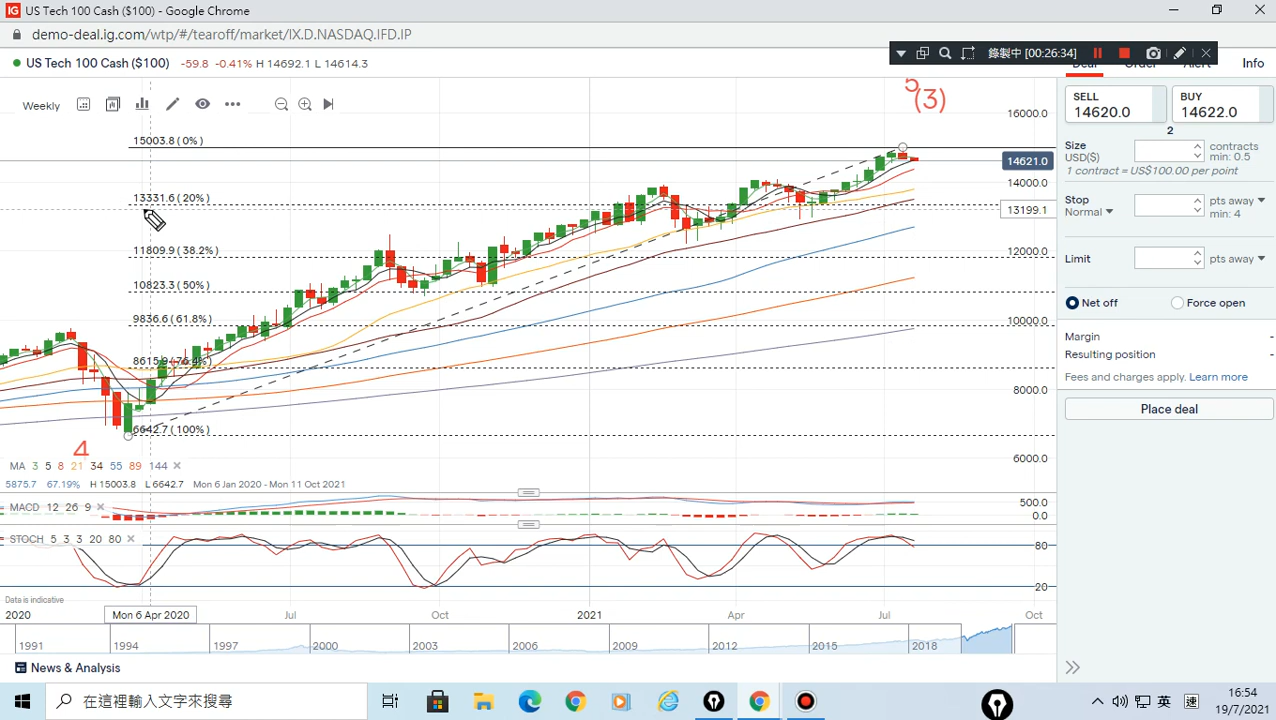 US Tech 100 Cash ($100) - Google Chrome
demo-deal.ig.com/wtp/#/tearoff/market/IX.D.NASDAQ.IFD.IP
US Tech 100 Cash ($100) -59.8 -0.41% H 14692.1 L 14614.3
錄製中 [00:26:34]
Deal Order Alert Info
Weekly
5
(3)
16000.0
15003.8 ( 0% )
14621.0
14000.0
13331.6 ( 20% )
13199.1
12000.0
11809.9 ( 38.2% )
10823.3 ( 50% )
10000.0
9836.6 ( 61.8% )
8615.9 ( 76.4% )
8000.0
6642.7 ( 100% )
6000.0
4
MA 3 5 8 21 34 55 89 144
5875.7 67.19% H 15003.8 L 6642.7 Mon 6 Jan 2020 - Mon 11 Oct 2021
MACD 12 26 9
500.0
0.0
STOCH 5 3 3 20 80
80
20
Data is indicative
2020 Mon 6 Apr 2020 Jul Oct 2021 Apr Jul Oct
1991 1994 1997 2000 2003 2006 2009 2012 2015 2018
News & Analysis
SELL
14620.0
BUY
14622.0
2
Size
USD($)
contracts
min: 0.5
1 contract = US$100.00 per point
Stop
Normal
pts away
min: 4
Limit
pts away
Net off Force open
Margin -
Resulting position -
Fees and charges apply. Learn more
Place deal
在這裡輸入文字來搜尋
英
16:54
19/7/2021